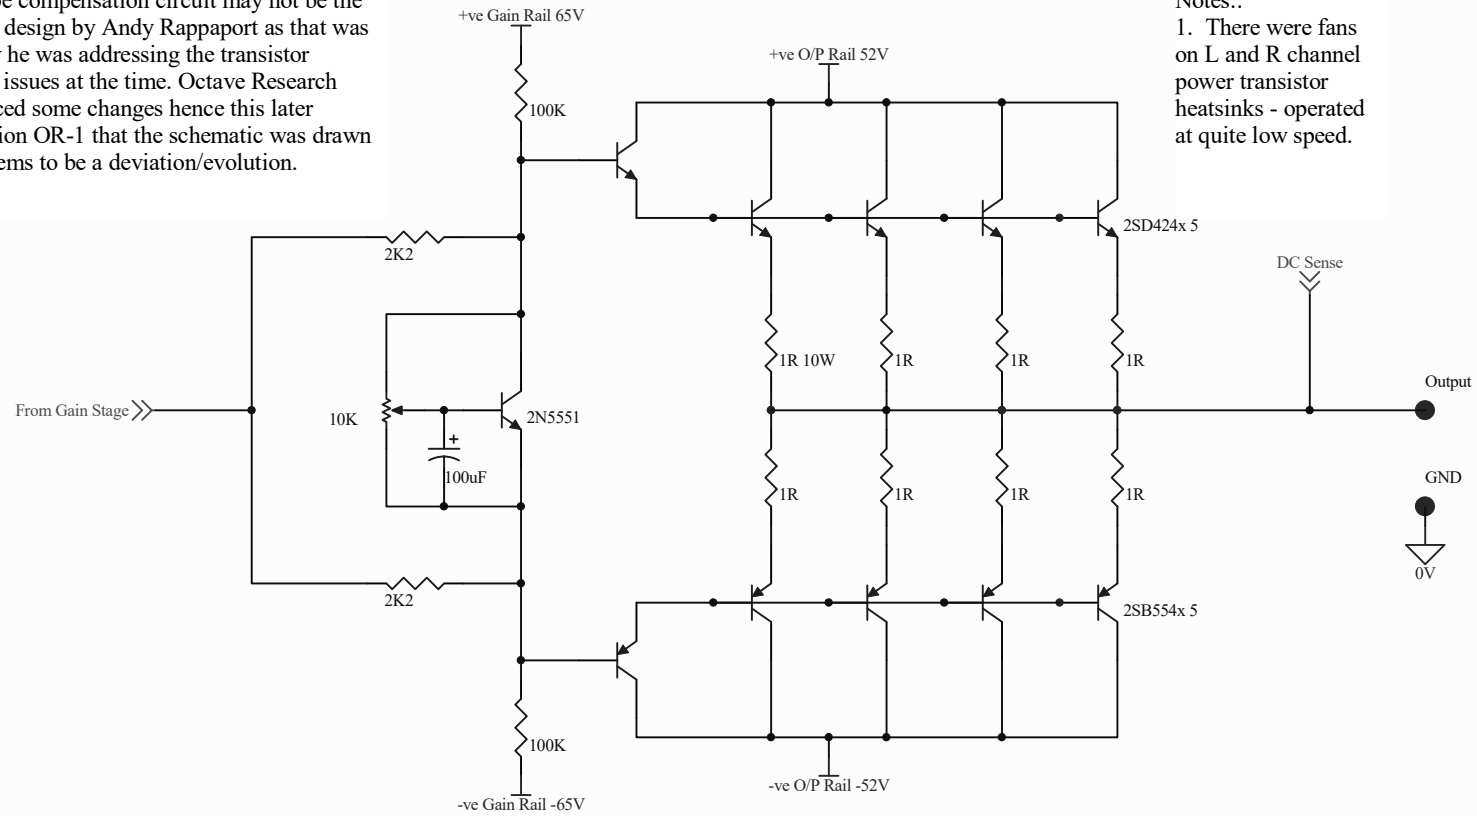 e compensation circuit may not be the
design by Andy Rappaport as that was
he was addressing the transistor
issues at the time. Octave Research
ced some changes hence this later
ion OR-1 that the schematic was drawn
ems to be a deviation/evolution.
+ve Gain Rail 65V
+ve O/P Rail 52V
Notes..
1. There were fans
on L and R channel
power transistor
heatsinks - operated
at quite low speed.
100K
2SD424x 5
2K2
DC Sense
1R 10W
1R
1R
1R
Output
From Gain Stage
10K
2N5551
+
100uF
1R
1R
1R
1R
GND
0V
2K2
2SB554x 5
100K
-ve O/P Rail -52V
-ve Gain Rail -65V